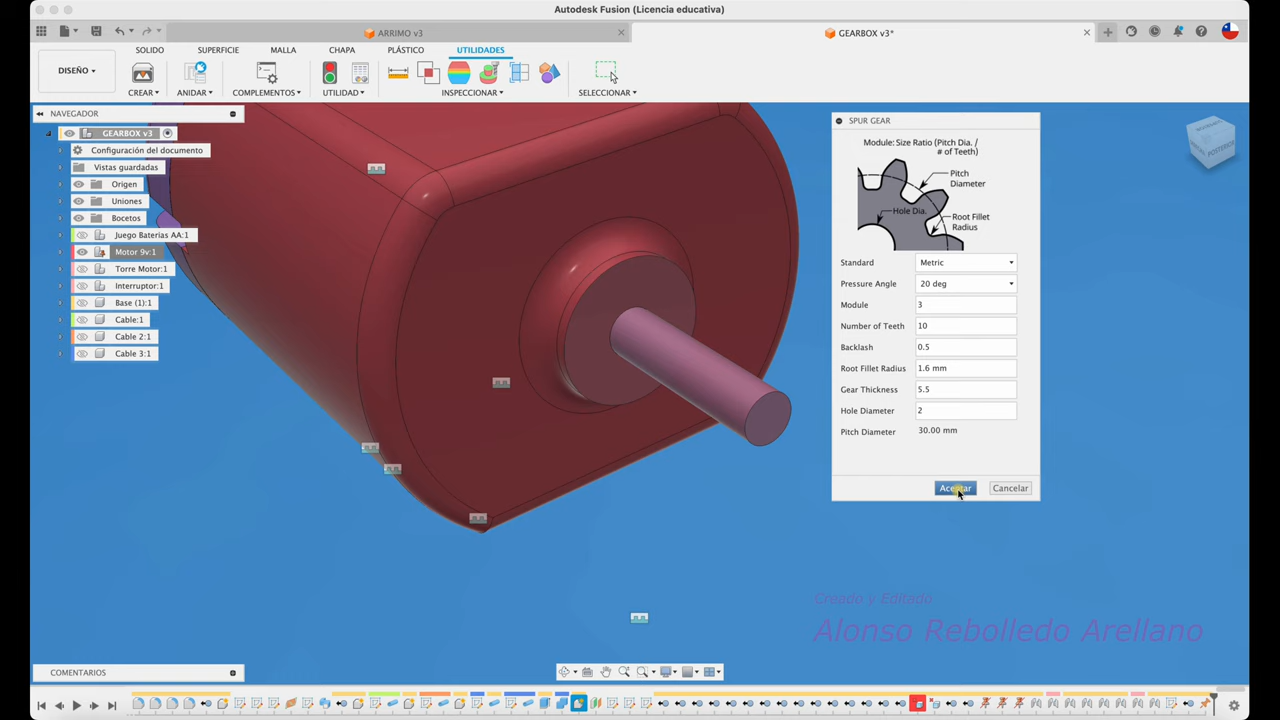 Autodesk Fusion (Licencia educativa)
ARRIMO v3
GEARBOX v3*
SOLIDO
SUPERFICIE
MALLA
CHAPA
PLÁSTICO
UTILIDADES
DISEÑO
CREAR
ANIDAR
COMPLEMENTOS
UTILIDAD
INSPECCIONAR
SELECCIONAR
NAVEGADOR
GEARBOX v3
Configuración del documento
Vistas guardadas
Origen
Uniones
Bocetos
Juego Baterías AA:1
Motor 9v:1
Torre Motor:1
Interruptor:1
Base (1):1
Cable:1
Cable 2:1
Cable 3:1
POSTERIOR
SPUR GEAR
Module: Size Ratio (Pitch Dia. /
# of Teeth)
Pitch
Diameter
Hole Dia.
Root Fillet
Radius
Standard Metric
Pressure Angle 20 deg
Module 3
Number of Teeth 10
Backlash 0.5
Root Fillet Radius 1.6 mm
Gear Thickness 5.5
Hole Diameter 2
Pitch Diameter 30.00 mm
Aceptar Cancelar
Creado y Editado
Alonso Rebolledo Arellano
COMENTARIOS